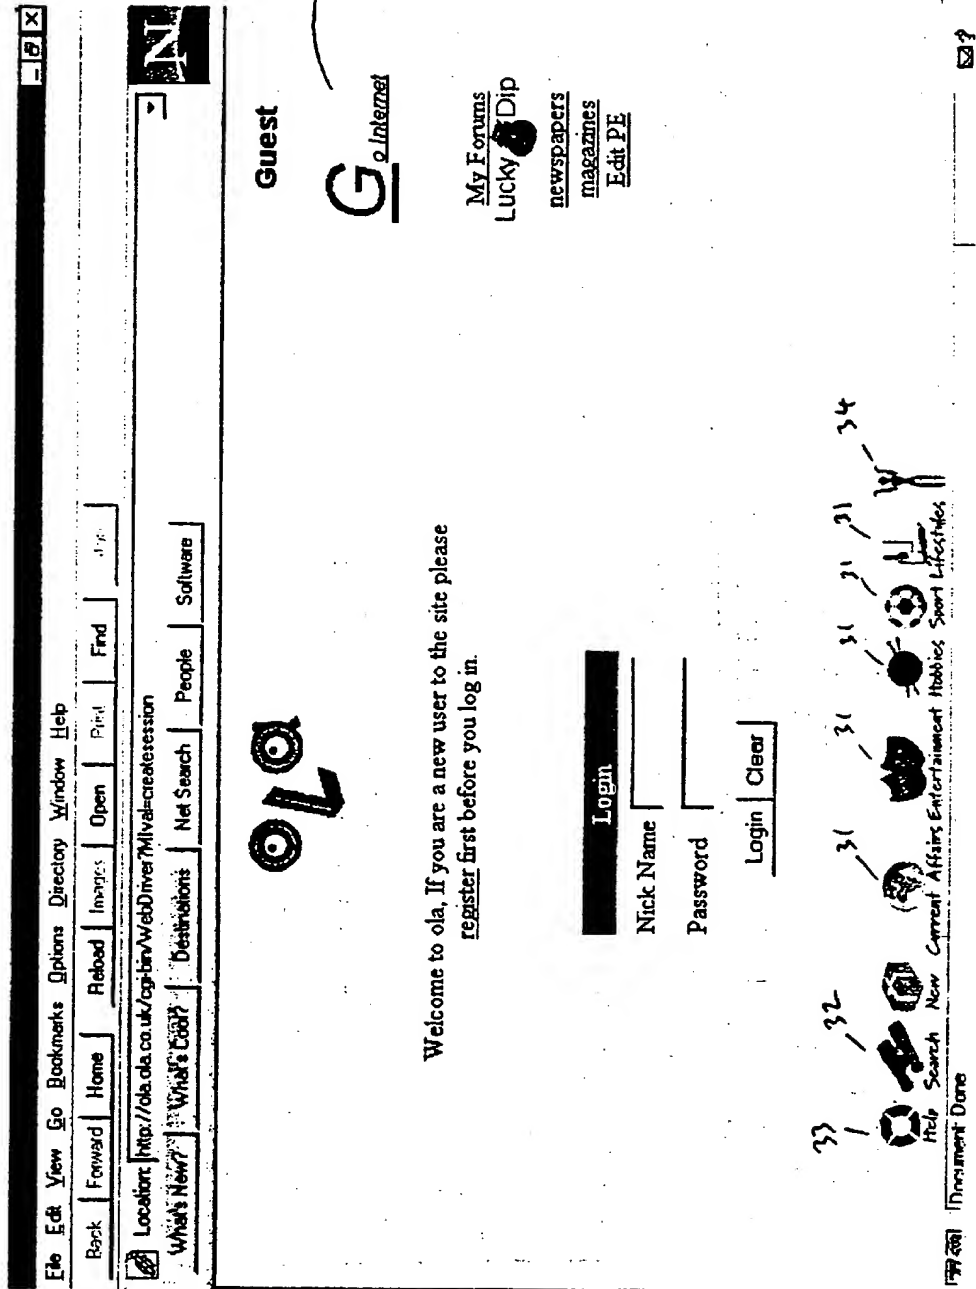 File Edit View Go Bookmarks Options Directory Window Help
Back Forward Home Reload Images Open Print Find
Location: http://ola.ola.co.uk/cgi-bin/WebDriver?MIval=createsession
What's New? What's Cool? Destinations Net Search People Software
N
ola
Guest
Go Internet
Welcome to ola, If you are a new user to the site please
register first before you log in.
My Forums
Lucky Dip
newspapers
magazines
Edit PE
Login
Nick Name
Password
Login Clear
33 32 31 31 31 31 31 34
Help Search New Current Affairs Entertainment Hobbies Sport Lifestyles
Document Done